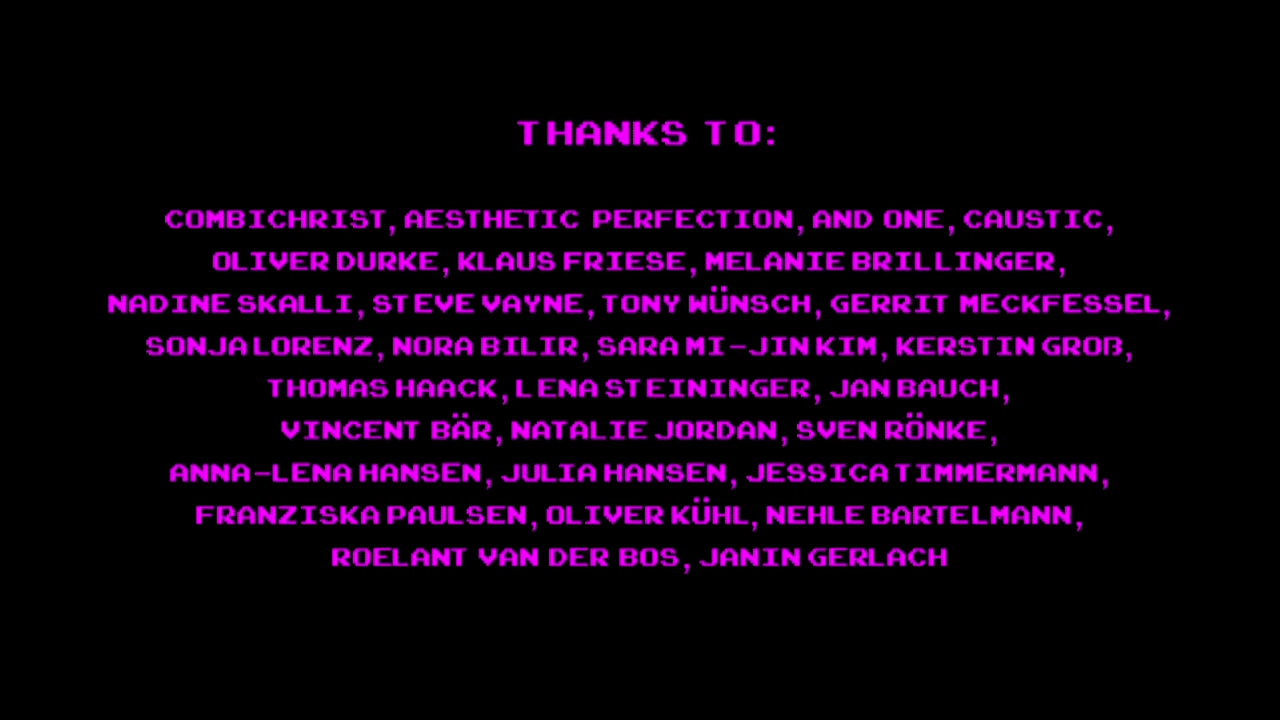 THANKS TO:
COMBICHRIST, AESTHETIC PERFECTION, AND ONE, CAUSTIC,
OLIVER DURKE, KLAUS FRIESE, MELANIE BRILLINGER,
NADINE SKALLI, STEVE VAYNE, TONY WÜNSCH, GERRIT MECKFESSEL,
SONJA LORENZ, NORA BILIR, SARA MI-JIN KIM, KERSTIN GROß,
THOMAS HAACK, LENA STEININGER, JAN BAUCH,
VINCENT BÄR, NATALIE JORDAN, SVEN RÖNKE,
ANNA-LENA HANSEN, JULIA HANSEN, JESSICA TIMMERMANN,
FRANZISKA PAULSEN, OLIVER KÜHL, NEHLE BARTELMANN,
ROELANT VAN DER BOS, JANIN GERLACH